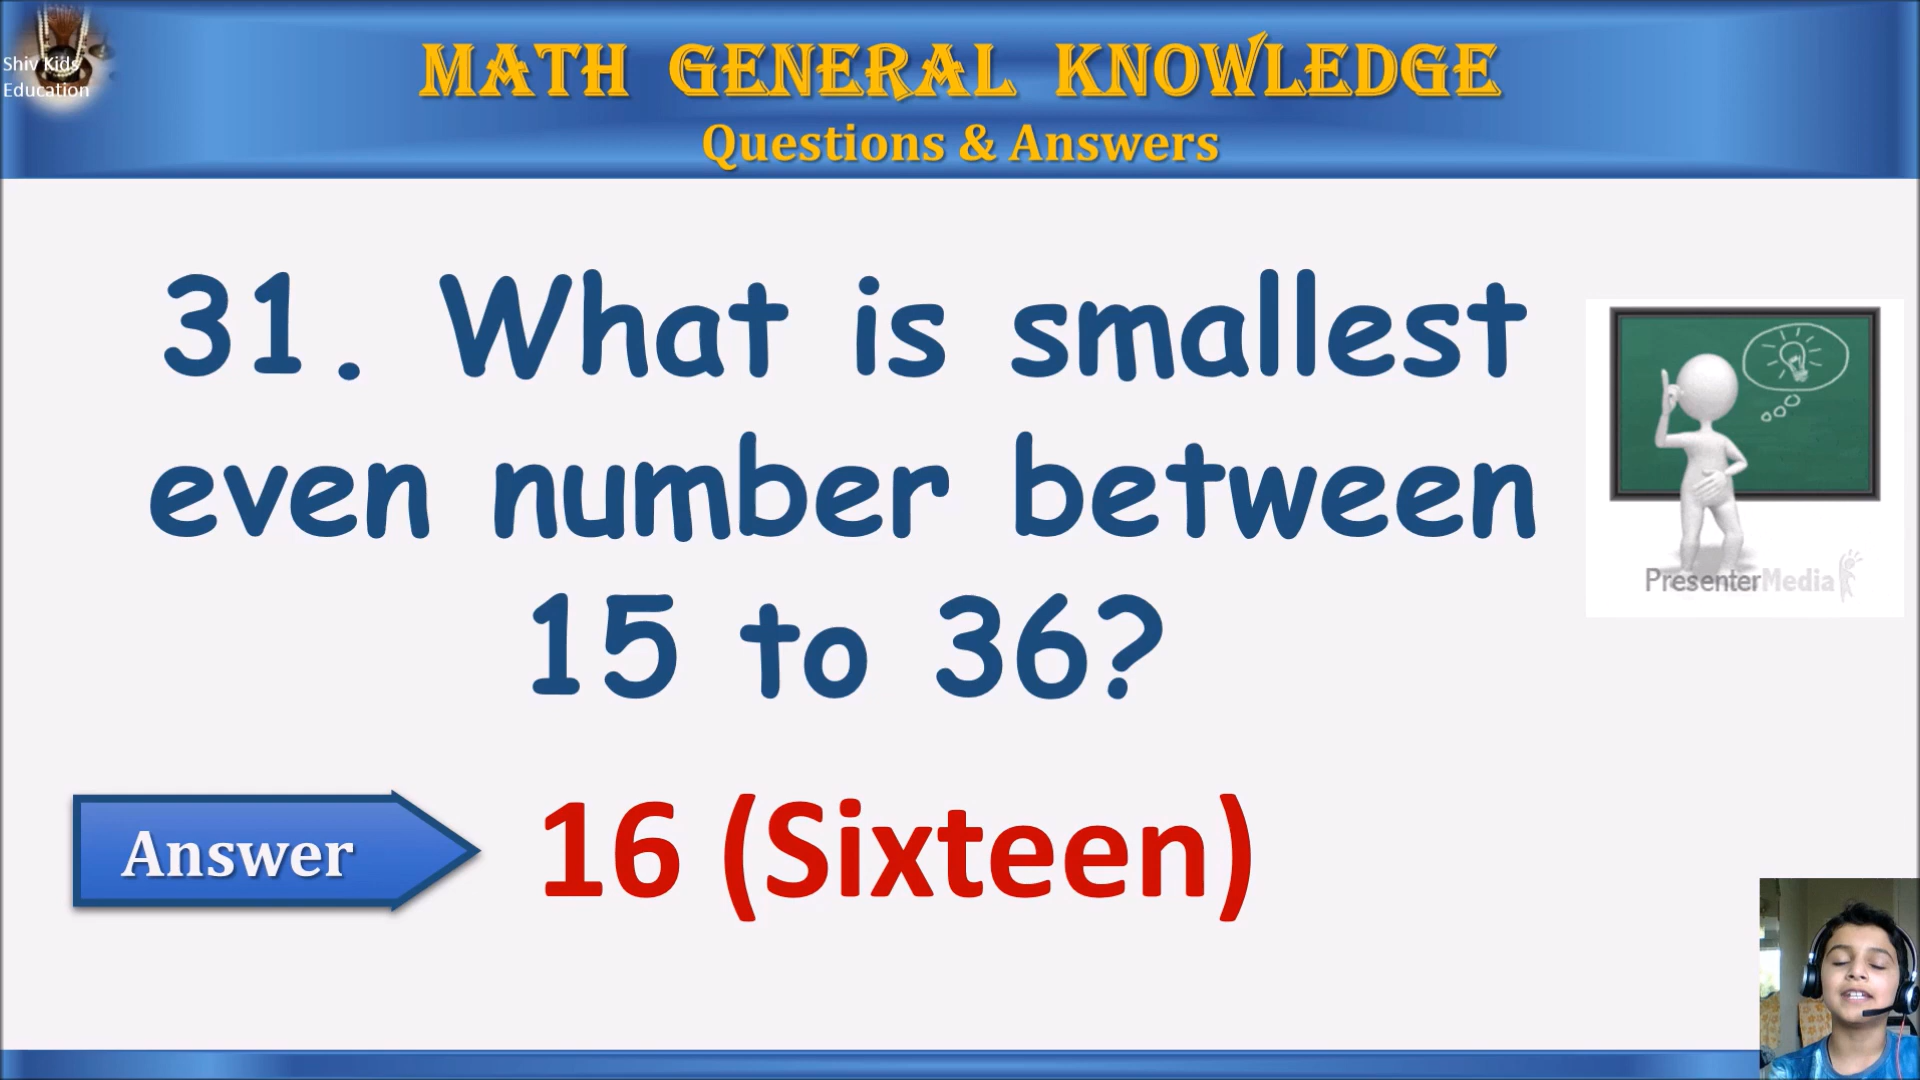 Shiv Kids
Education
MATH GENERAL KNOWLEDGE
Questions & Answers
31. What is smallest
even number between
15 to 36?
PresenterMedia
Answer
16 (Sixteen)